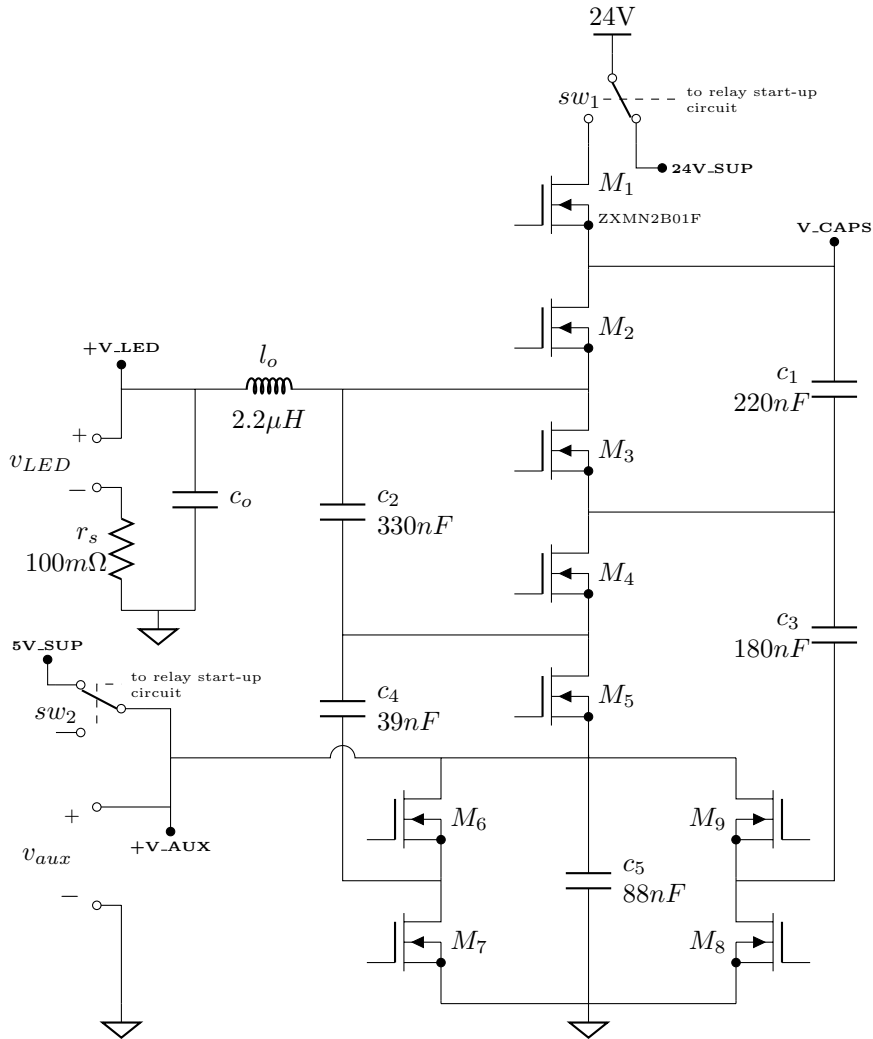 24V
sw1
to relay start-up
circuit
24V_SUP
M1
ZXMN2B01F
V_CAPS
M2
+V_LED
lo
2.2μH
c1
220nF
+
vLED
−
M3
co
c2
330nF
rs
100mΩ
M4
c3
180nF
5V_SUP
to relay start-up
circuit
sw2
c4
39nF
M5
+
+V_AUX
vaux
−
M6
M9
c5
88nF
M7
M8